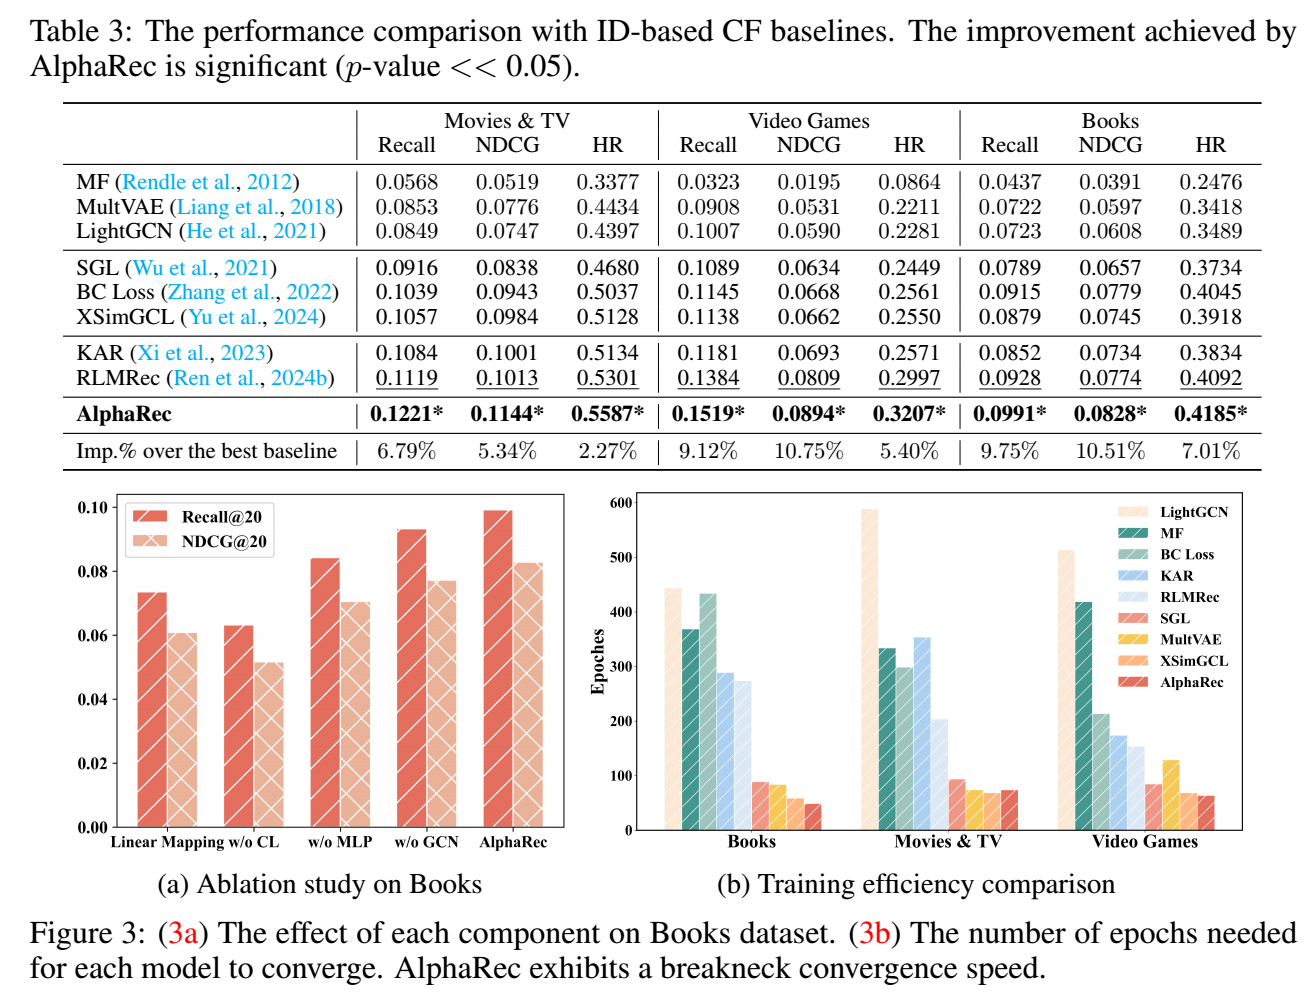 Table 3: The performance comparison with ID-based CF baselines. The improvement achieved by
AlphaRec is significant (p-value << 0.05).
Movies & TV Video Games Books
Recall NDCG HR Recall NDCG HR Recall NDCG HR
MF (Rendle et al., 2012) 0.0568 0.0519 0.3377 0.0323 0.0195 0.0864 0.0437 0.0391 0.2476
MultVAE (Liang et al., 2018) 0.0853 0.0776 0.4434 0.0908 0.0531 0.2211 0.0722 0.0597 0.3418
LightGCN (He et al., 2021) 0.0849 0.0747 0.4397 0.1007 0.0590 0.2281 0.0723 0.0608 0.3489
SGL (Wu et al., 2021) 0.0916 0.0838 0.4680 0.1089 0.0634 0.2449 0.0789 0.0657 0.3734
BC Loss (Zhang et al., 2022) 0.1039 0.0943 0.5037 0.1145 0.0668 0.2561 0.0915 0.0779 0.4045
XSimGCL (Yu et al., 2024) 0.1057 0.0984 0.5128 0.1138 0.0662 0.2550 0.0879 0.0745 0.3918
KAR (Xi et al., 2023) 0.1084 0.1001 0.5134 0.1181 0.0693 0.2571 0.0852 0.0734 0.3834
RLMRec (Ren et al., 2024b) 0.1119 0.1013 0.5301 0.1384 0.0809 0.2997 0.0928 0.0774 0.4092
AlphaRec 0.1221* 0.1144* 0.5587* 0.1519* 0.0894* 0.3207* 0.0991* 0.0828* 0.4185*
Imp.% over the best baseline 6.79% 5.34% 2.27% 9.12% 10.75% 5.40% 9.75% 10.51% 7.01%
0.10
0.08
0.06
0.04
0.02
0.00
Recall@20
NDCG@20
Linear Mapping w/o CL w/o MLP w/o GCN AlphaRec
(a) Ablation study on Books
Epoches
600
500
400
300
200
100
0
LightGCN
MF
BC Loss
KAR
RLMRec
SGL
MultVAE
XSimGCL
AlphaRec
Books Movies & TV Video Games
(b) Training efficiency comparison
Figure 3: (3a) The effect of each component on Books dataset. (3b) The number of epochs needed
for each model to converge. AlphaRec exhibits a breakneck convergence speed.